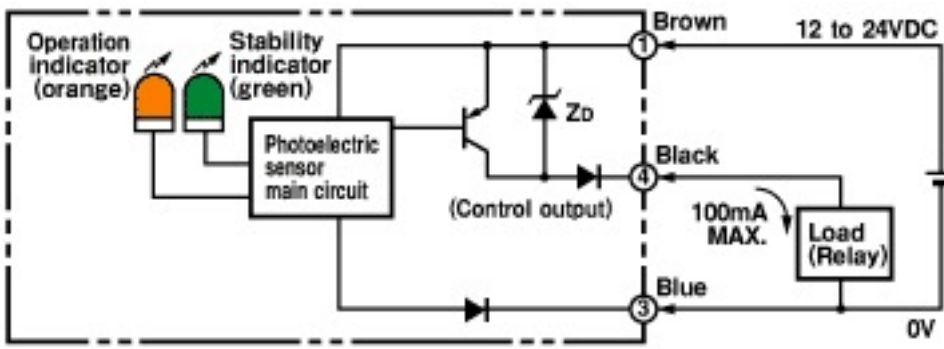 Operation
indicator
(orange)
Stability
indicator
(green)
Photoelectric
sensor
main circuit
ZD
(Control output)
1
Brown
12 to 24VDC
4
Black
100mA
MAX.
Load
(Relay)
3
Blue
0V